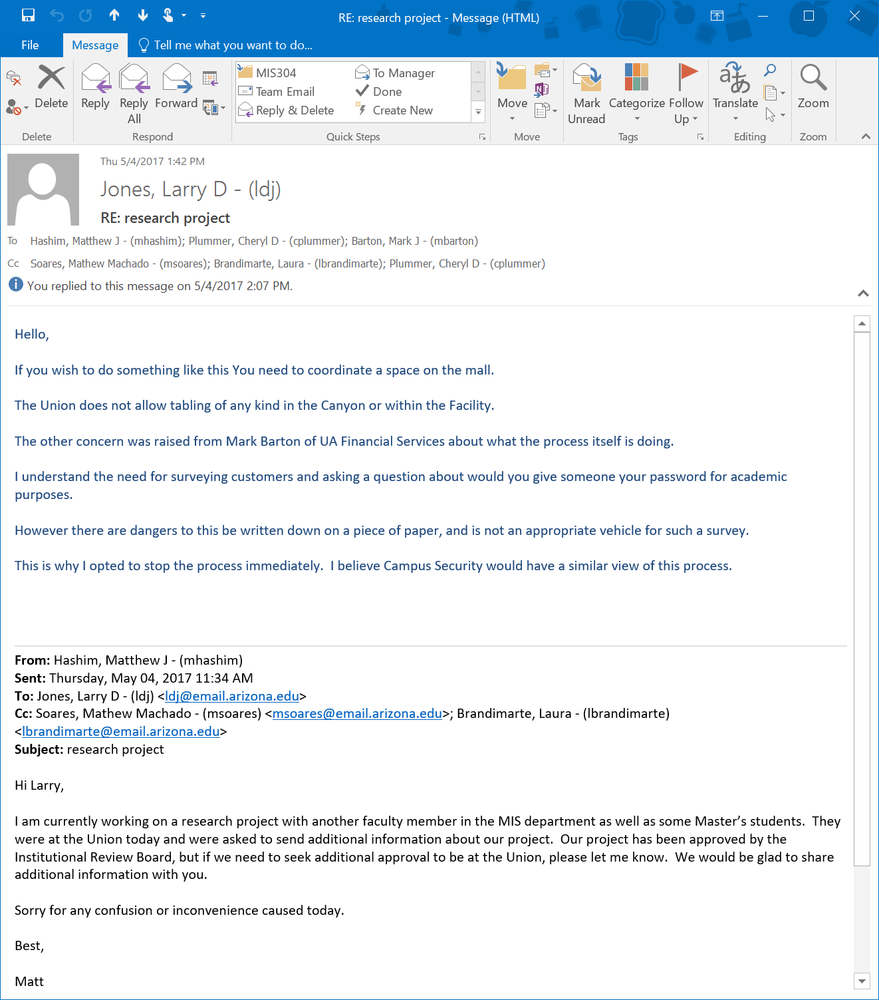 RE: research project - Message (HTML)
File Message Tell me what you want to do...
Delete
Reply
Reply All
Forward
MIS304
Team Email
Reply & Delete
To Manager
Done
Create New
Move
Mark Unread
Categorize
Follow Up
Translate
Zoom
Delete Respond Quick Steps Move Tags Editing Zoom
Thu 5/4/2017 1:42 PM
Jones, Larry D - (ldj)
RE: research project
To Hashim, Matthew J - (mhashim); Plummer, Cheryl D - (cplummer); Barton, Mark J - (mbarton)
Cc Soares, Mathew Machado - (msoares); Brandimarte, Laura - (lbrandimarte); Plummer, Cheryl D - (cplummer)
You replied to this message on 5/4/2017 2:07 PM.
Hello,
If you wish to do something like this You need to coordinate a space on the mall.
The Union does not allow tabling of any kind in the Canyon or within the Facility.
The other concern was raised from Mark Barton of UA Financial Services about what the process itself is doing.
I understand the need for surveying customers and asking a question about would you give someone your password for academic
purposes.
However there are dangers to this be written down on a piece of paper, and is not an appropriate vehicle for such a survey.
This is why I opted to stop the process immediately.  I believe Campus Security would have a similar view of this process.
From: Hashim, Matthew J - (mhashim)
Sent: Thursday, May 04, 2017 11:34 AM
To: Jones, Larry D - (ldj) <ldj@email.arizona.edu>
Cc: Soares, Mathew Machado - (msoares) <msoares@email.arizona.edu>; Brandimarte, Laura - (lbrandimarte)
<lbrandimarte@email.arizona.edu>
Subject: research project
Hi Larry,
I am currently working on a research project with another faculty member in the MIS department as well as some Master’s students.  They
were at the Union today and were asked to send additional information about our project.  Our project has been approved by the
Institutional Review Board, but if we need to seek additional approval to be at the Union, please let me know.  We would be glad to share
additional information with you.
Sorry for any confusion or inconvenience caused today.
Best,
Matt